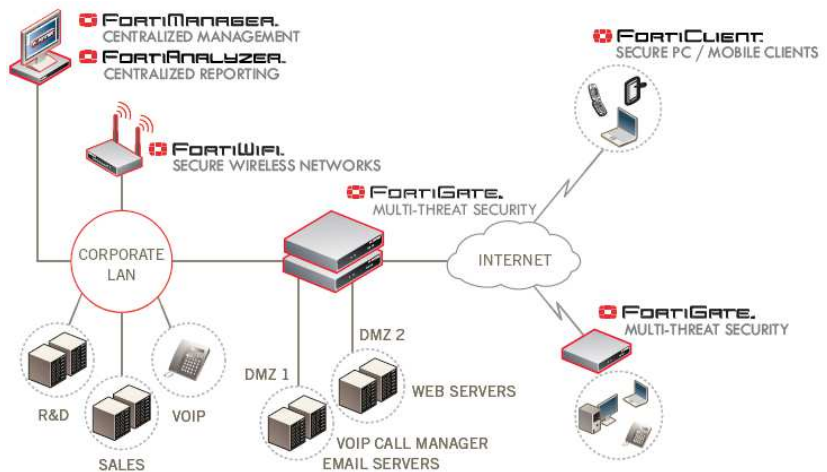 FORTIMANAGER.
CENTRALIZED MANAGEMENT
FORTIANALYZER.
CENTRALIZED REPORTING
FORTICLIENT.
SECURE PC / MOBILE CLIENTS
FORTIWIFI.
SECURE WIRELESS NETWORKS
FORTIGATE.
MULTI-THREAT SECURITY
CORPORATE
LAN
INTERNET
FORTIGATE.
MULTI-THREAT SECURITY
DMZ 2
DMZ 1
WEB SERVERS
R&D
VOIP
VOIP CALL MANAGER
EMAIL SERVERS
SALES